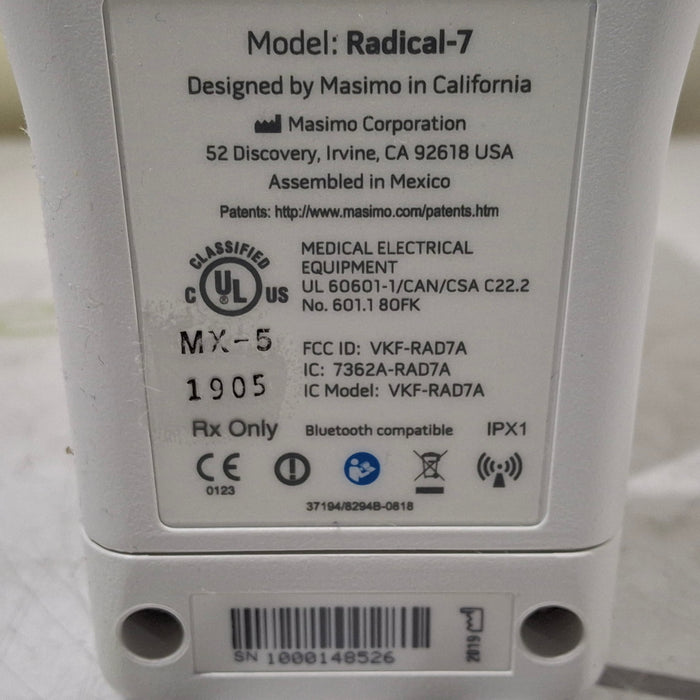 Model: Radical-7
Designed by Masimo in California
Masimo Corporation
52 Discovery, Irvine, CA 92618 USA
Assembled in Mexico
Patents: http://www.masimo.com/patents.htm
CLASSIFIED
C UL® US
MEDICAL ELECTRICAL
EQUIPMENT
UL 60601-1/CAN/CSA C22.2
No. 601.1 80FK
MX-5
1905
FCC ID: VKF-RAD7A
IC: 7362A-RAD7A
IC Model: VKF-RAD7A
Rx Only
Bluetooth compatible
IPX1
CE
0123
37194/8294B-0818
SN 1000148526
2019